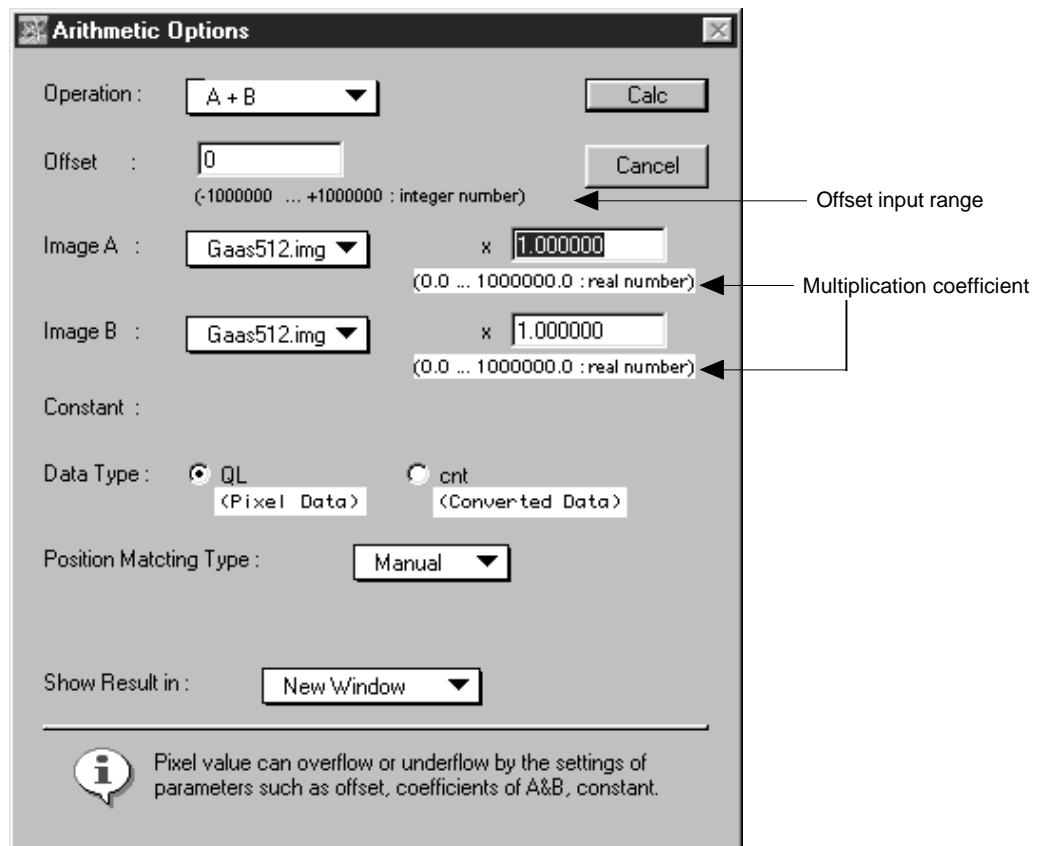 Arithmetic Options
Operation : A + B Calc
Offset : 0 Cancel
(-1000000 ... +1000000 : integer number) Offset input range
Image A : Gaas512.img x 1.000000
(0.0 ... 1000000.0 : real number) Multiplication coefficient
Image B : Gaas512.img x 1.000000
(0.0 ... 1000000.0 : real number)
Constant :
Data Type : QL cnt
(Pixel Data) (Converted Data)
Position Matcting Type : Manual
Show Result in : New Window
Pixel value can overflow or underflow by the settings of
parameters such as offset, coefficients of A&B, constant.